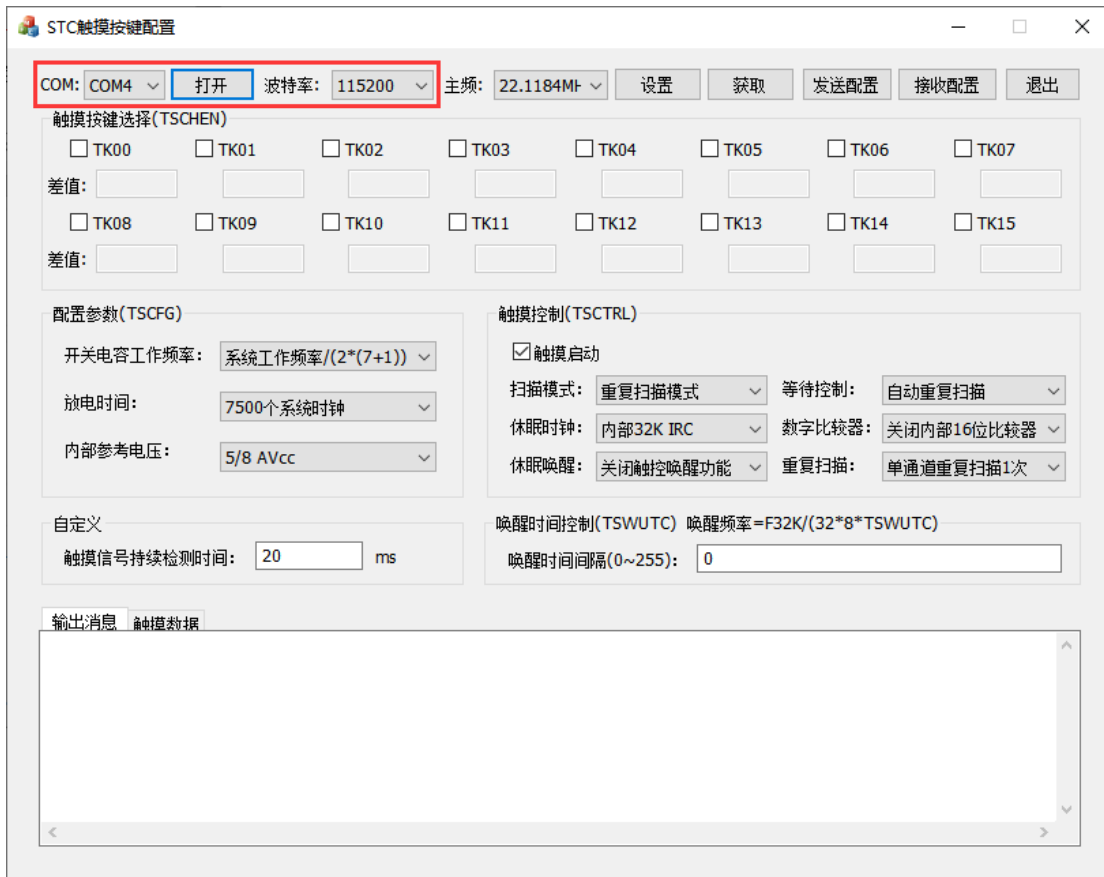 STC触摸按键配置
COM: COM4 打开 波特率: 115200 主频: 22.1184MH 设置 获取 发送配置 接收配置 退出
触摸按键选择(TSCHEN)
TK00 TK01 TK02 TK03 TK04 TK05 TK06 TK07
差值:
TK08 TK09 TK10 TK11 TK12 TK13 TK14 TK15
差值:
配置参数(TSCFG)
开关电容工作频率: 系统工作频率/(2*(7+1))
放电时间: 7500个系统时钟
内部参考电压: 5/8 AVcc
触摸控制(TSCTRL)
触摸启动
扫描模式: 重复扫描模式 等待控制: 自动重复扫描
休眠时钟: 内部32K IRC 数字比较器: 关闭内部16位比较器
休眠唤醒: 关闭触控唤醒功能 重复扫描: 单通道重复扫描1次
自定义
触摸信号持续检测时间: 20 ms
唤醒时间控制(TSWUTC) 唤醒频率=F32K/(32*8*TSWUTC)
唤醒时间间隔(0~255): 0
输出消息 触摸数据